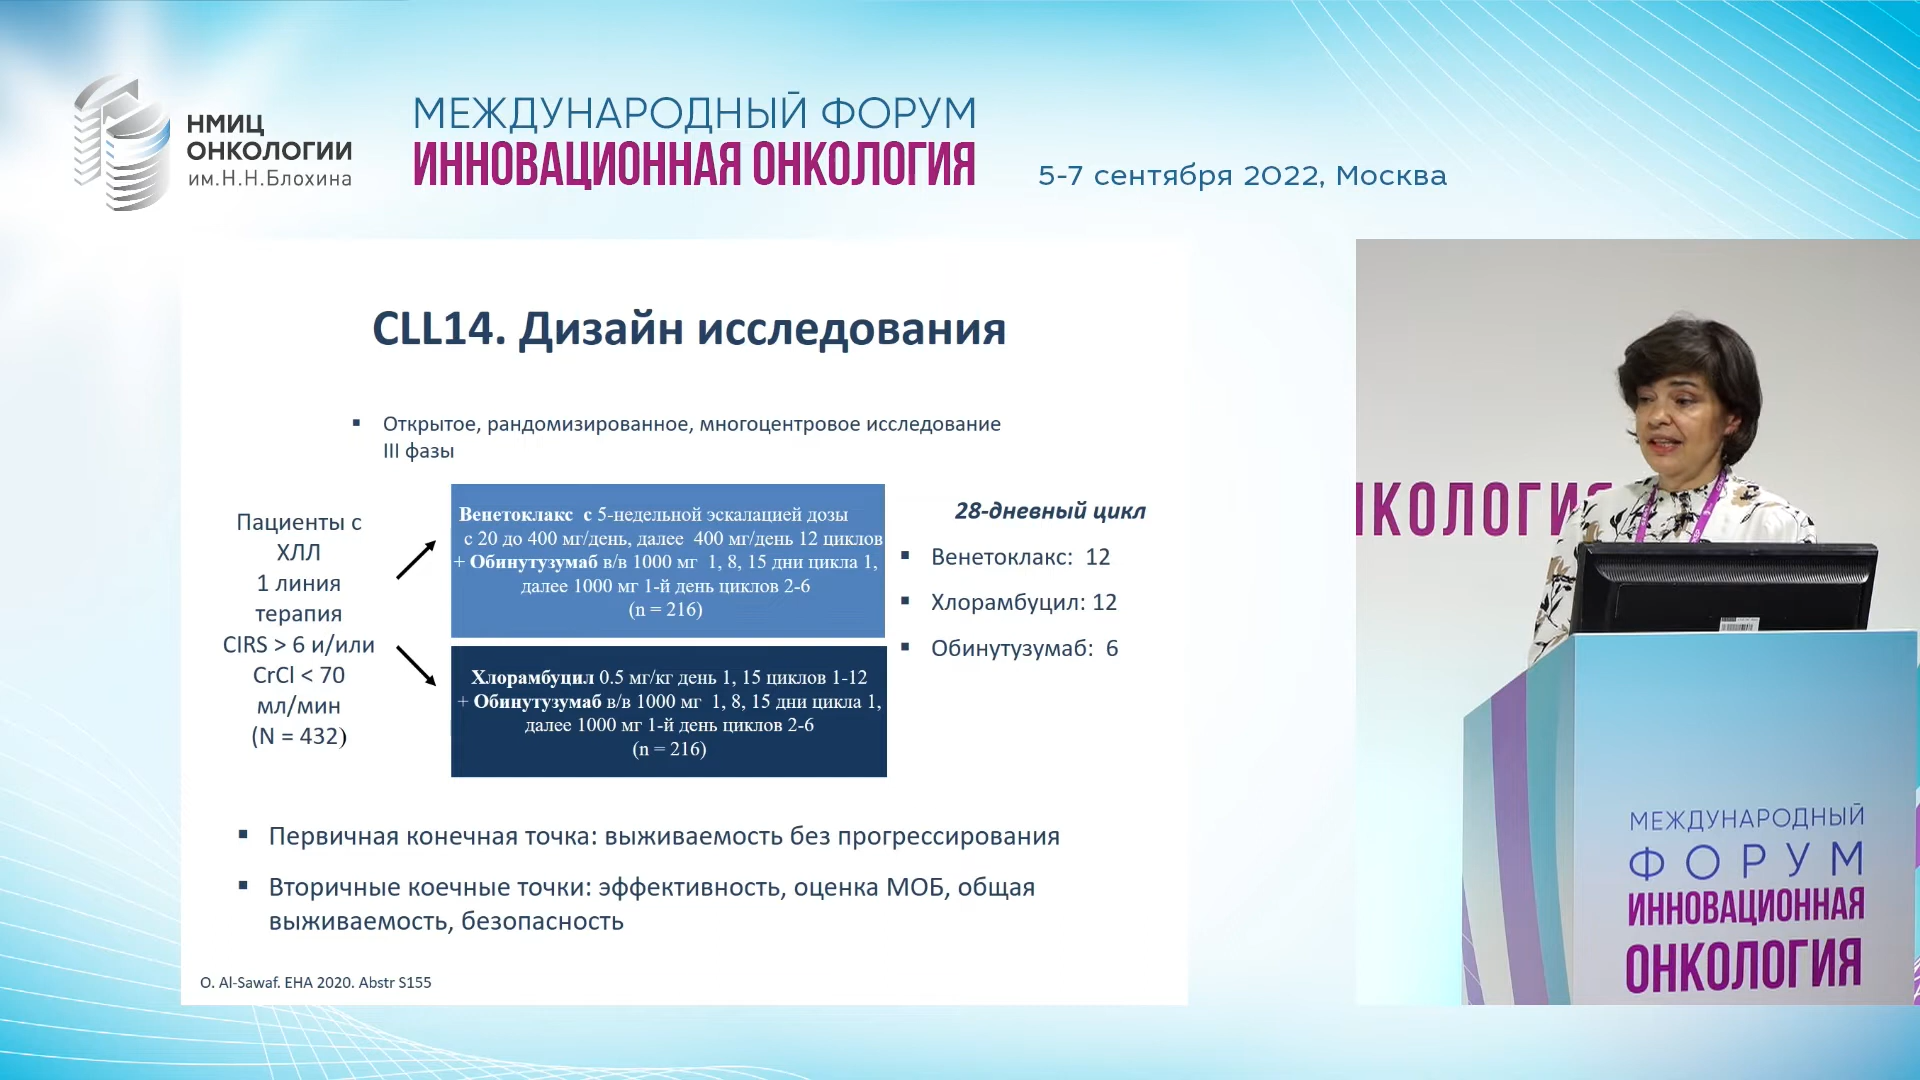 НМИЦ
ОНКОЛОГИИ
им.Н.Н.Блохина
МЕЖДУНАРОДНЫЙ ФОРУМ
ИННОВАЦИОННАЯ ОНКОЛОГИЯ
5-7 сентября 2022, Москва
CLL14. Дизайн исследования
▪ Открытое, рандомизированное, многоцентровое исследование
III фазы
Пациенты с
ХЛЛ
1 линия
терапия
CIRS > 6 и/или
CrCl < 70
мл/мин
(N = 432)
Венетоклакс с 5-недельной эскалацией дозы
с 20 до 400 мг/день, далее 400 мг/день 12 циклов
+ Обинутузумаб в/в 1000 мг 1, 8, 15 дни цикла 1,
далее 1000 мг 1-й день циклов 2-6
(n = 216)
Хлорамбуцил 0.5 мг/кг день 1, 15 циклов 1-12
+ Обинутузумаб в/в 1000 мг 1, 8, 15 дни цикла 1,
далее 1000 мг 1-й день циклов 2-6
(n = 216)
28-дневный цикл
▪ Венетоклакс: 12
▪ Хлорамбуцил: 12
▪ Обинутузумаб: 6
▪ Первичная конечная точка: выживаемость без прогрессирования
▪ Вторичные коечные точки: эффективность, оценка МОБ, общая
выживаемость, безопасность
O. Al-Sawaf. EHA 2020. Abstr S155
НКОЛОГИЯ
МЕЖДУНАРОДНЫЙ
ФОРУМ
ИННОВАЦИОННАЯ
ОНКОЛОГИЯ